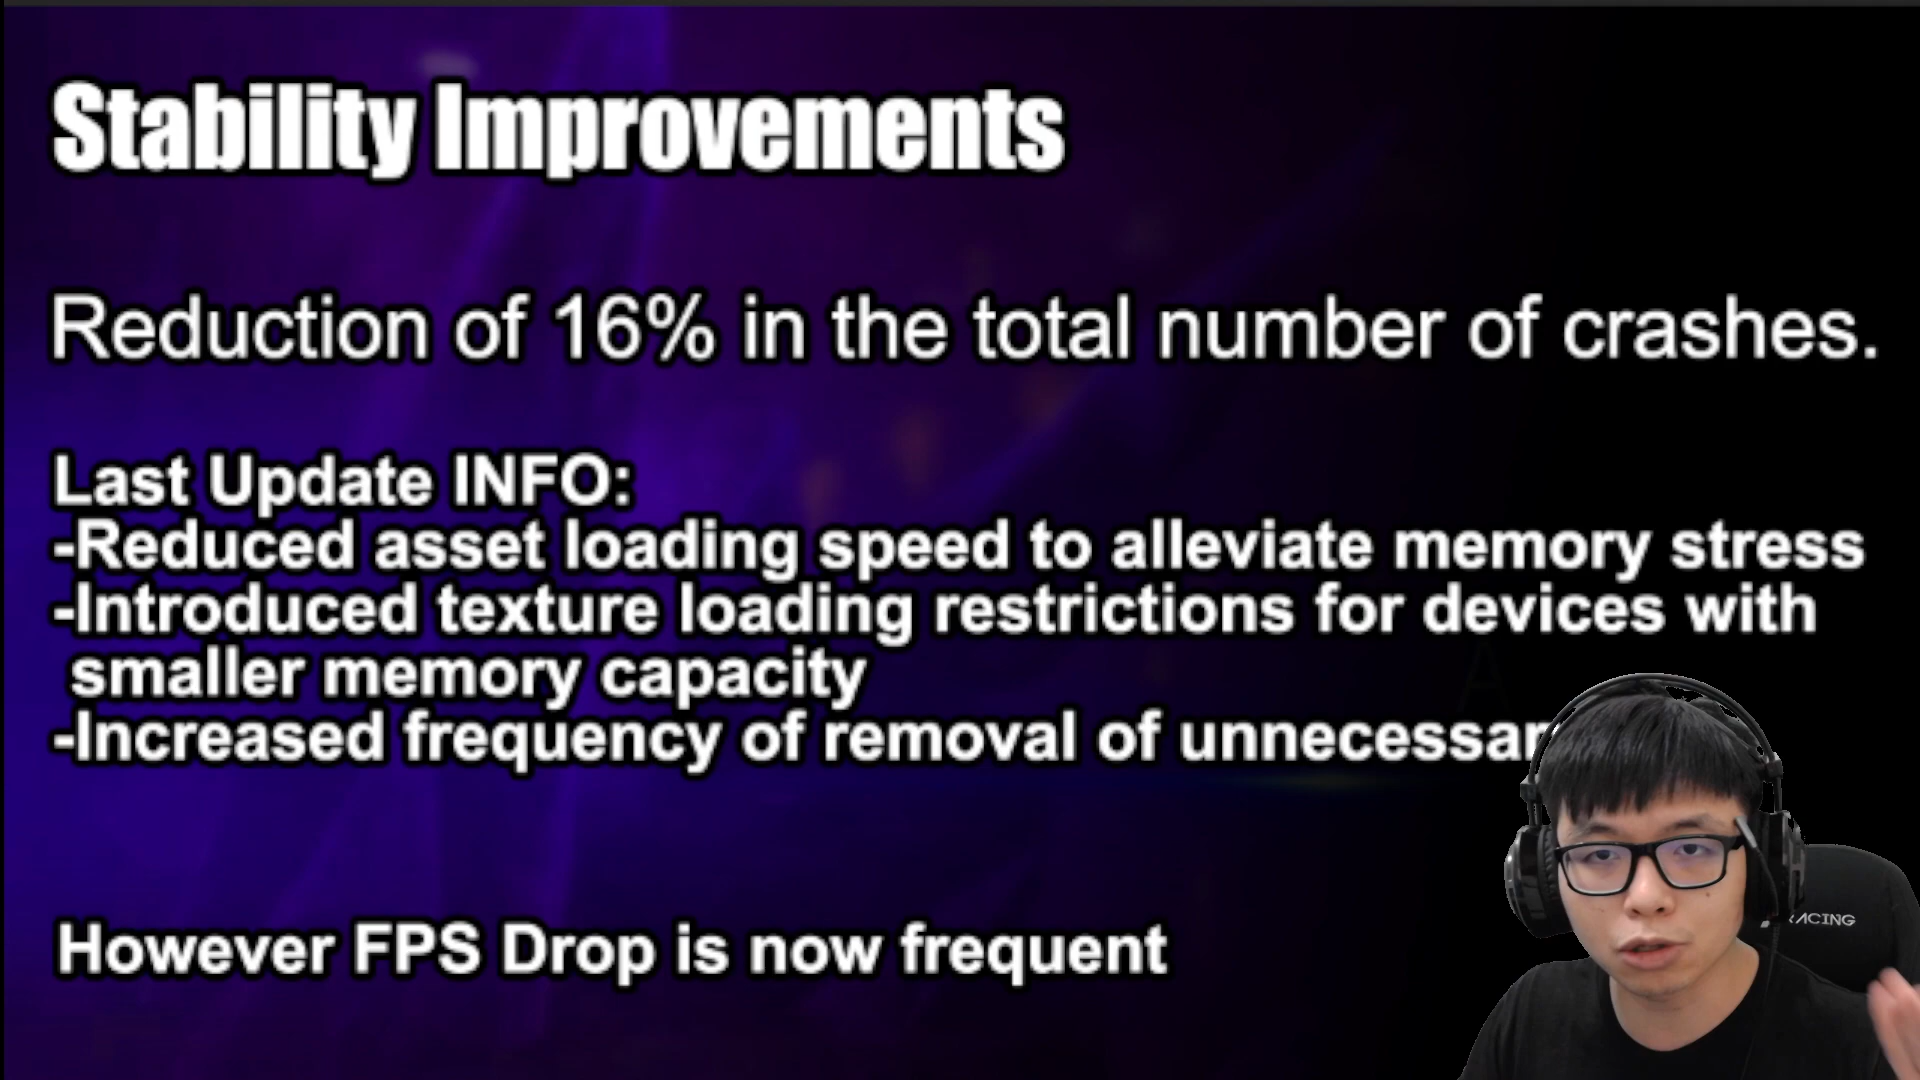 Stability Improvements
Reduction of 16% in the total number of crashes.
Last Update INFO:
-Reduced asset loading speed to alleviate memory stress
-Introduced texture loading restrictions for devices with
smaller memory capacity
-Increased frequency of removal of
However FPS Drop is now frequent